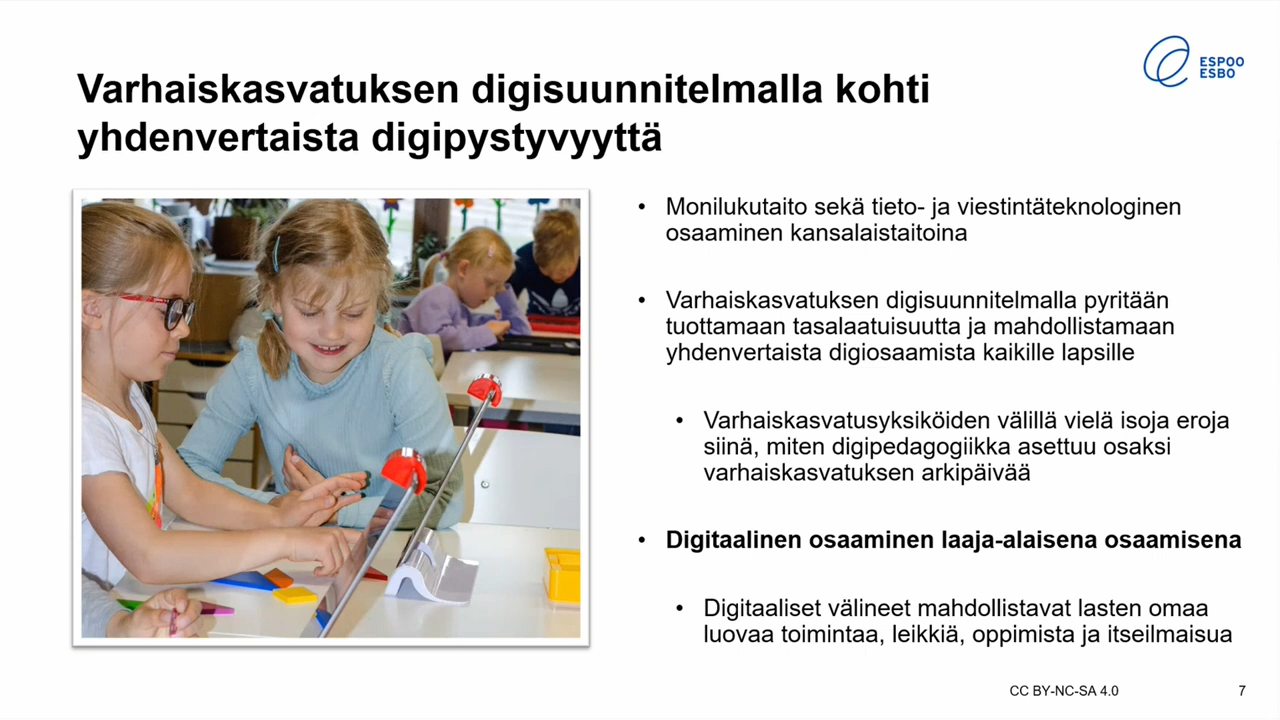 ESPOO
ESBO
Varhaiskasvatuksen digisuunnitelmalla kohti
yhdenvertaista digipystyvyyttä
• Monilukutaito sekä tieto- ja viestintäteknologinen
osaaminen kansalaistaitoina
• Varhaiskasvatuksen digisuunnitelmalla pyritään
tuottamaan tasalaatuisuutta ja mahdollistamaan
yhdenvertaista digiosaamista kaikille lapsille
• Varhaiskasvatusyksiköiden välillä vielä isoja eroja
siinä, miten digipedagogiikka asettuu osaksi
varhaiskasvatuksen arkipäivää
• Digitaalinen osaaminen laaja-alaisena osaamisena
• Digitaaliset välineet mahdollistavat lasten omaa
luovaa toimintaa, leikkiä, oppimista ja itseilmaisua
CC BY-NC-SA 4.0
7